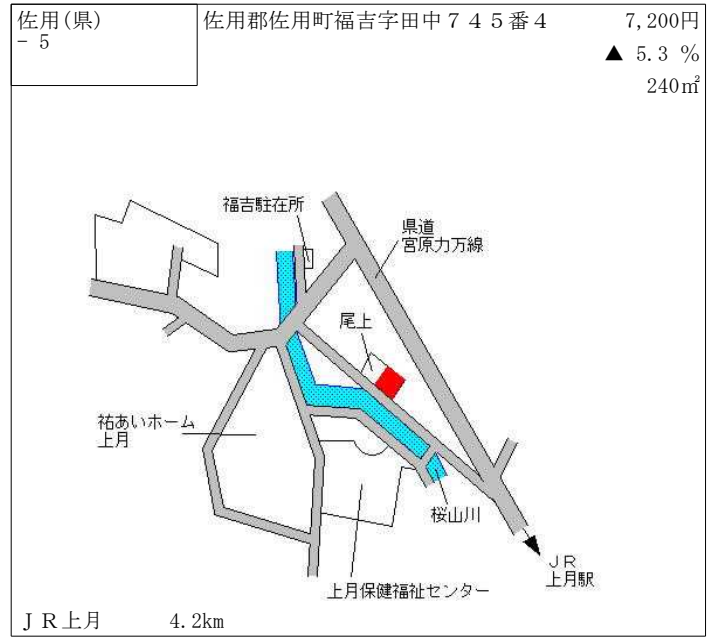 佐用(県)
- 5
佐用郡佐用町福吉字田中７４５番４
7,200円
▲ 5.3 %
240㎡
福吉駐在所
県道
宮原力万線
尾上
祐あいホーム
上月
桜山川
ＪＲ
上月駅
上月保健福祉センター
ＪＲ上月 4.2km